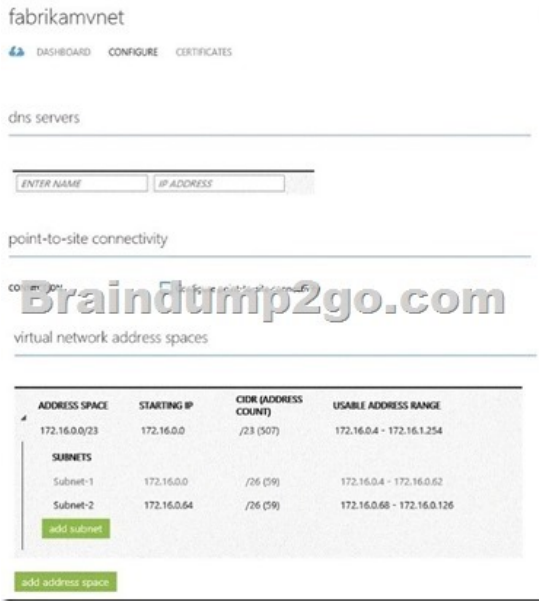 fabrikamvnet
DASHBOARD CONFIGURE CERTIFICATES
dns servers
ENTER NAME IP ADDRESS
point-to-site connectivity
Braindump2go.com
virtual network address spaces
ADDRESS SPACE STARTING IP CIDR (ADDRESS COUNT) USABLE ADDRESS RANGE
172.16.0.0/23 172.16.0.0 /23 (507) 172.16.0.4 - 172.16.1.254
SUBNETS
Subnet-1 172.16.0.0 /26 (59) 172.16.0.4 - 172.16.0.62
Subnet-2 172.16.0.64 /26 (59) 172.16.0.68 - 172.16.0.126
add subnet
add address space